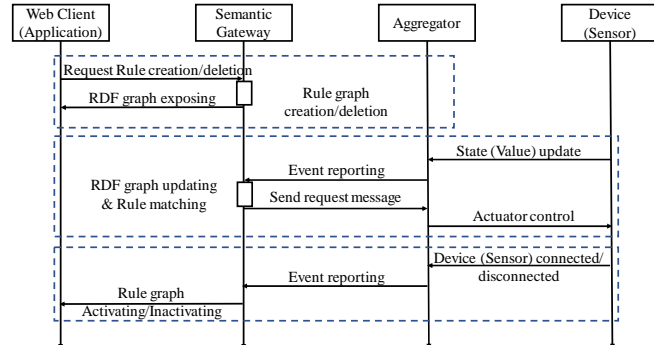 Web Client
(Application)
Semantic
Gateway
Aggregator
Device
(Sensor)
Request Rule creation/deletion
RDF graph exposing
Rule graph
creation/deletion
State (Value) update
Event reporting
RDF graph updating
& Rule matching
Send request message
Actuator control
Device (Sensor) connected/
disconnected
Event reporting
Rule graph
Activating/Inactivating